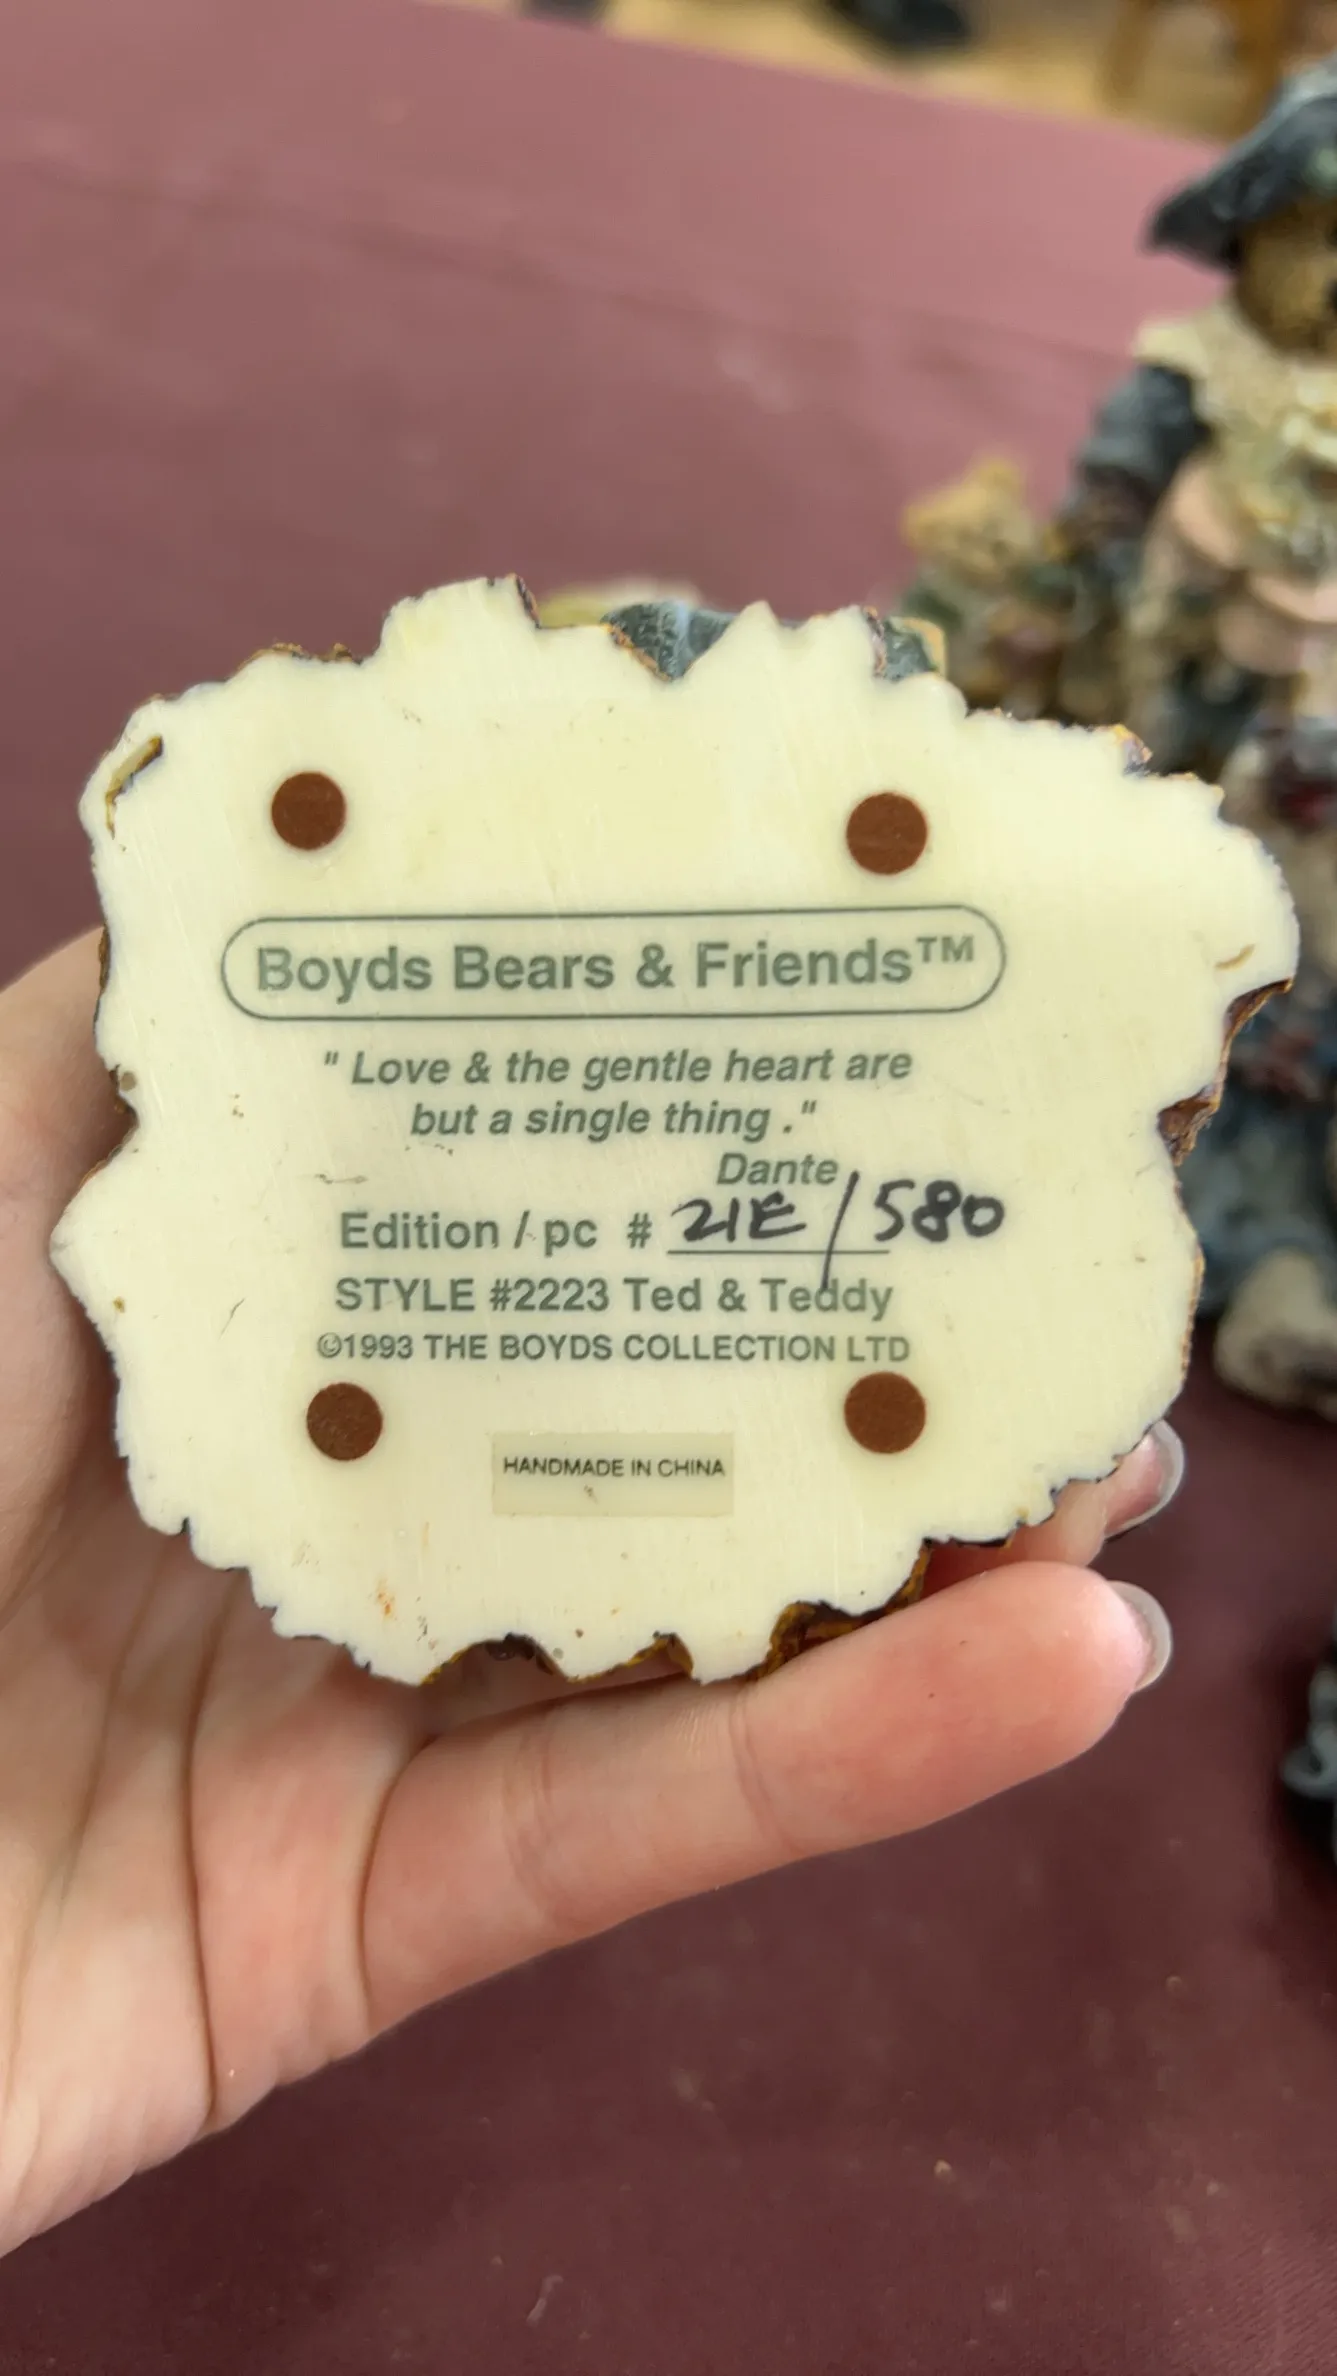 Boyds Bears & Friends™
" Love & the gentle heart are
but a single thing ."
Dante
Edition / pc # 21E/580
STYLE #2223 Ted & Teddy
©1993 THE BOYDS COLLECTION LTD
HANDMADE IN CHINA